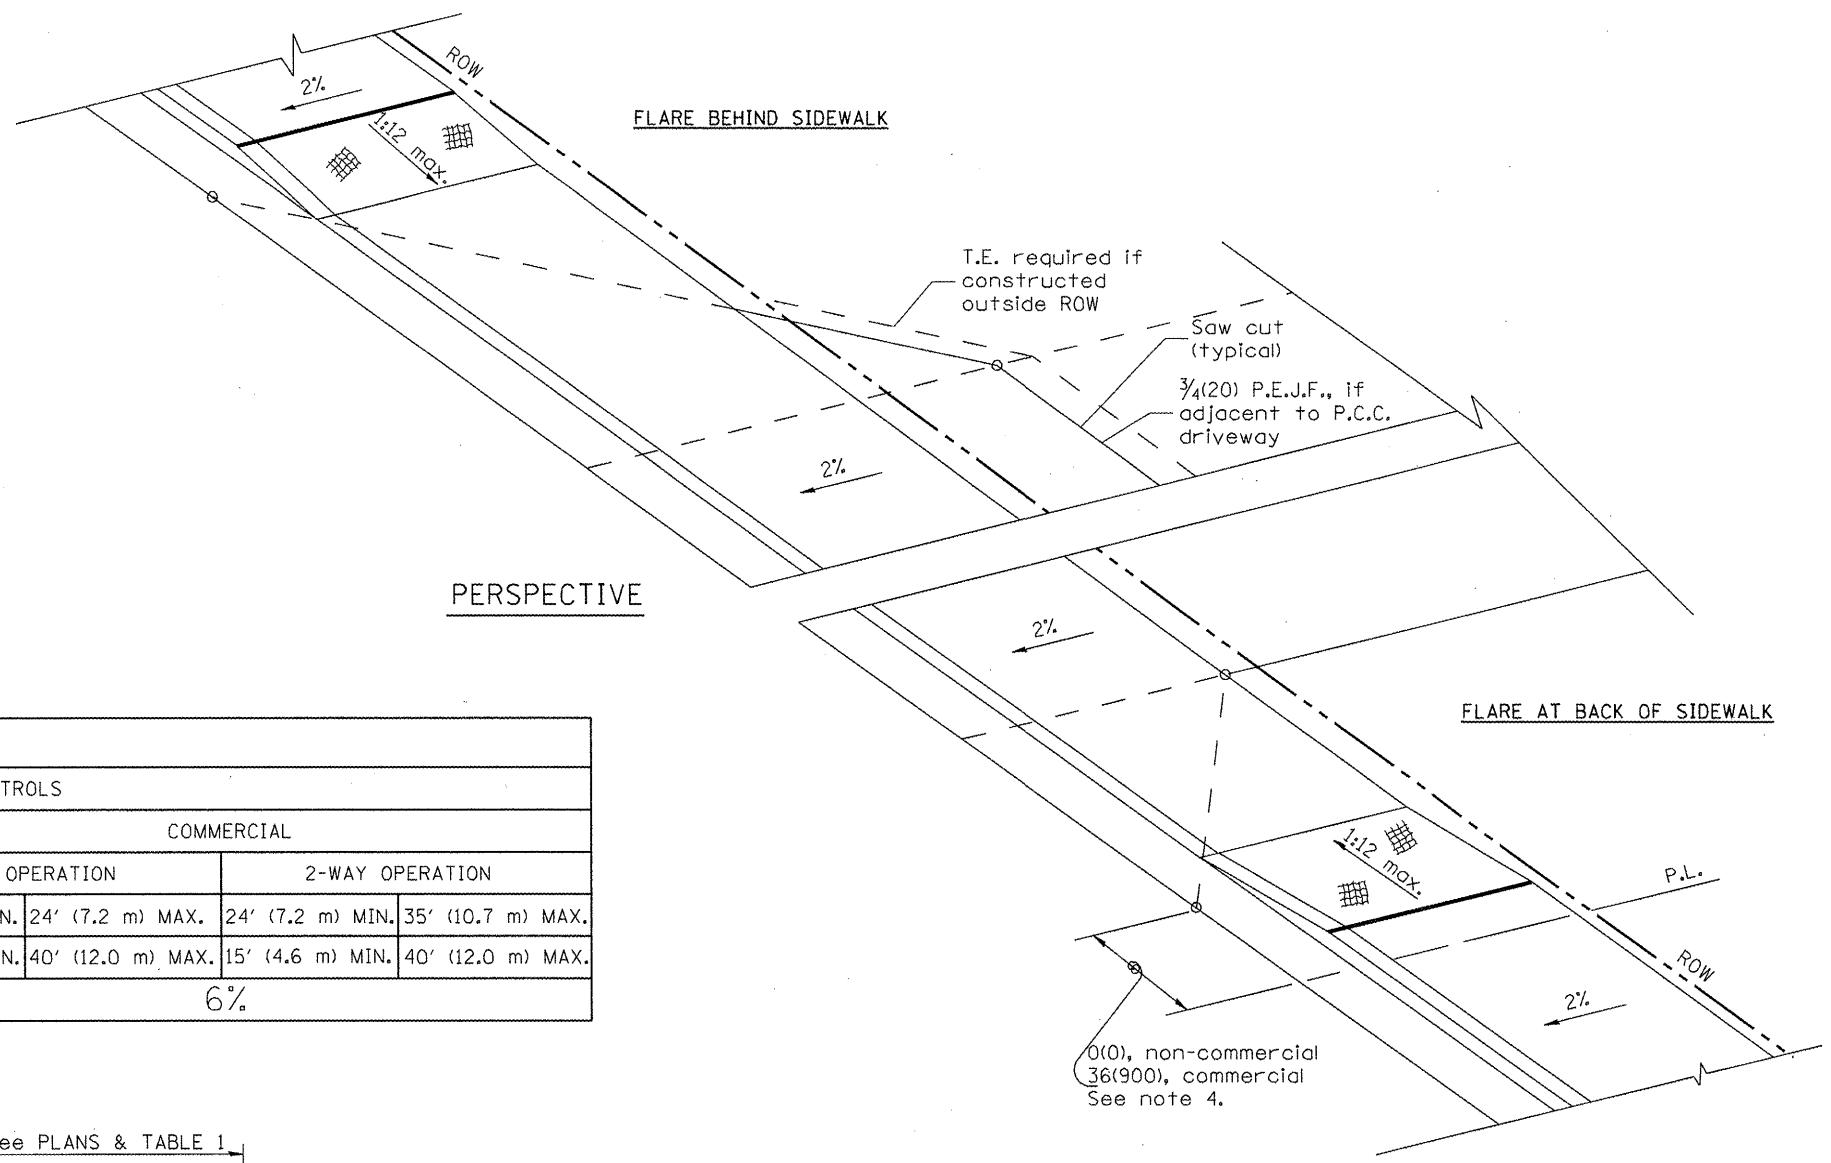 ROW
2%
FLARE BEHIND SIDEWALK
1:12 max.
T.E. required if
constructed
outside ROW
Saw cut
(typical)
3/4(20) P.E.J.F., if
adjacent to P.C.C.
driveway
2%
PERSPECTIVE
2%
FLARE AT BACK OF SIDEWALK
TROLS
COMMERCIAL
OPERATION 2-WAY OPERATION
N. 24' (7.2 m) MAX. 24' (7.2 m) MIN. 35' (10.7 m) MAX.
IN. 40' (12.0 m) MAX. 15' (4.6 m) MIN. 40' (12.0 m) MAX.
6%
1:12 max.
P.L.
ROW
2%
0(0), non-commercial
36(900), commercial
See note 4.
ee PLANS & TABLE 1